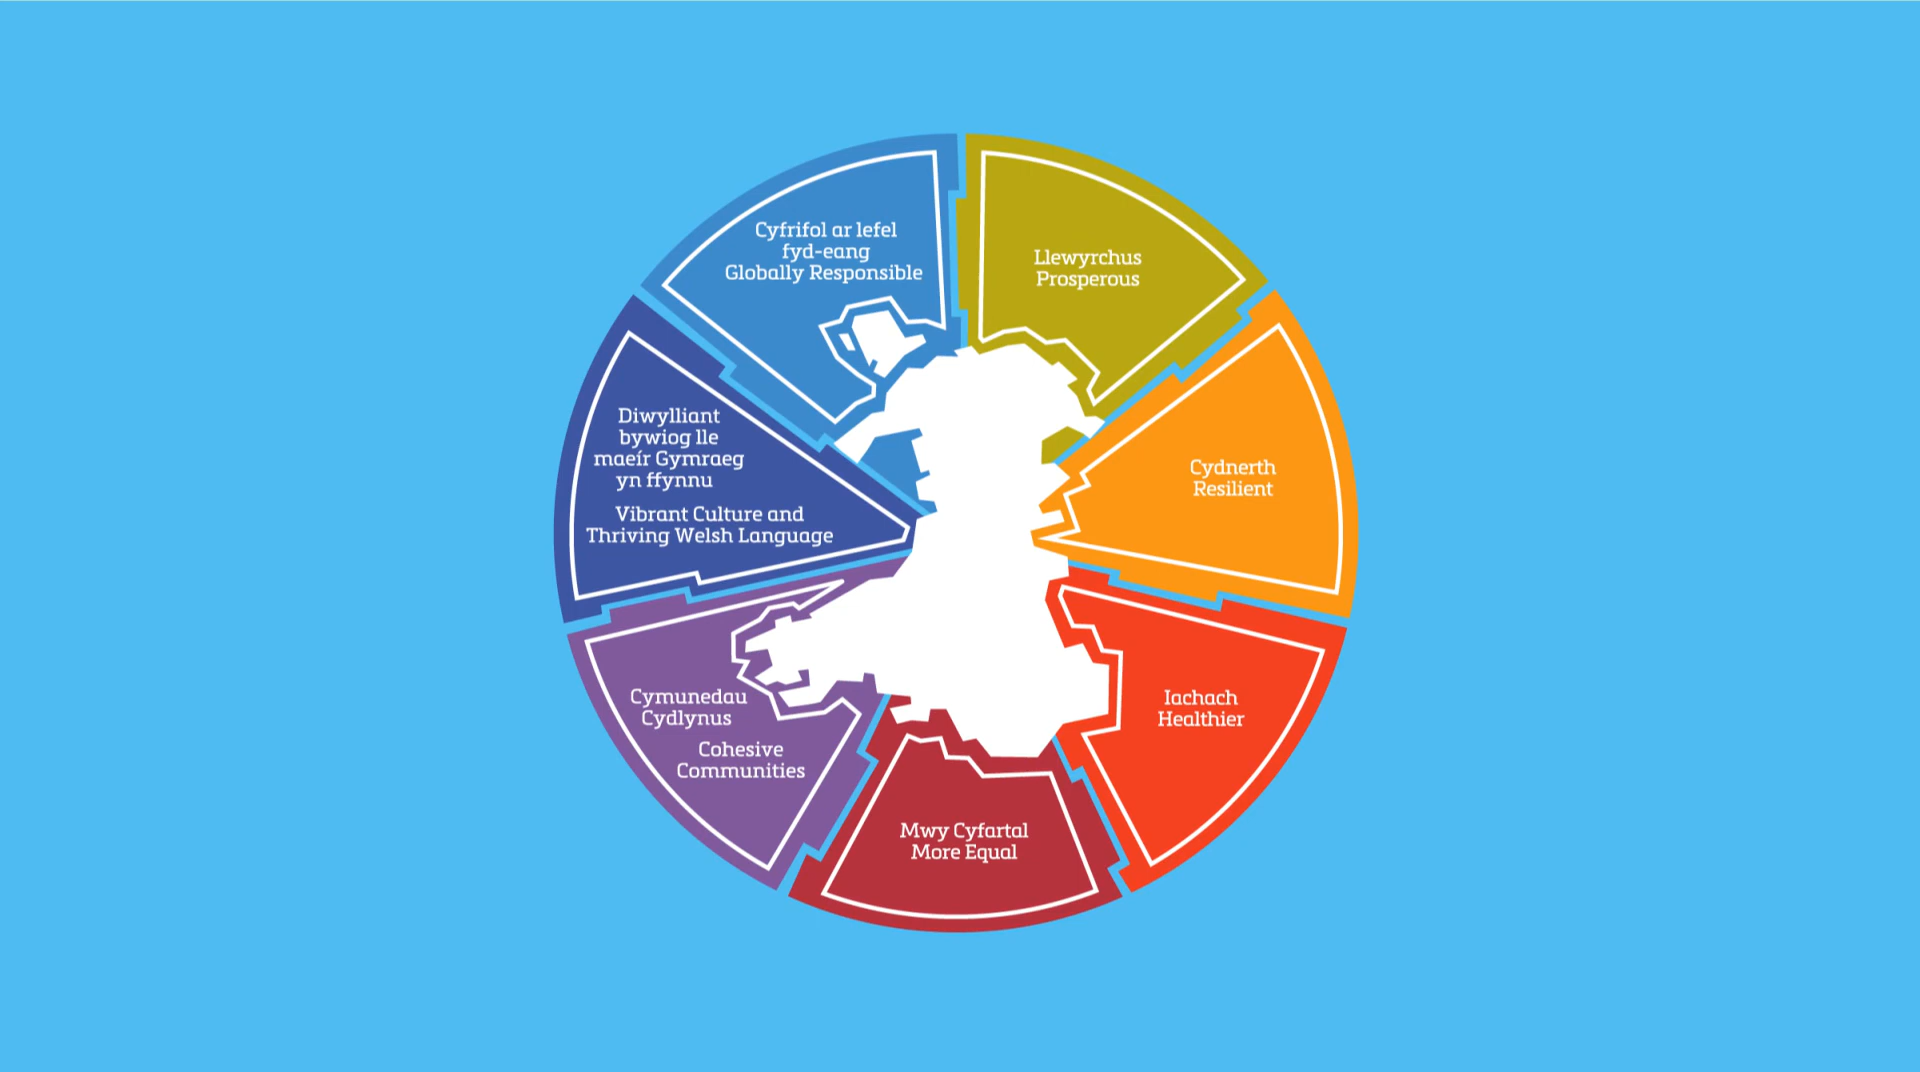 Cyfrifol ar lefel
fyd-eang
Globally Responsible
Llewyrchus
Prosperous
Cydnerth
Resilient
Iachach
Healthier
Mwy Cyfartal
More Equal
Cymunedau
Cydlynus
Cohesive
Communities
Diwylliant
bywiog lle
maeír Gymraeg
yn ffynnu
Vibrant Culture and
Thriving Welsh Language